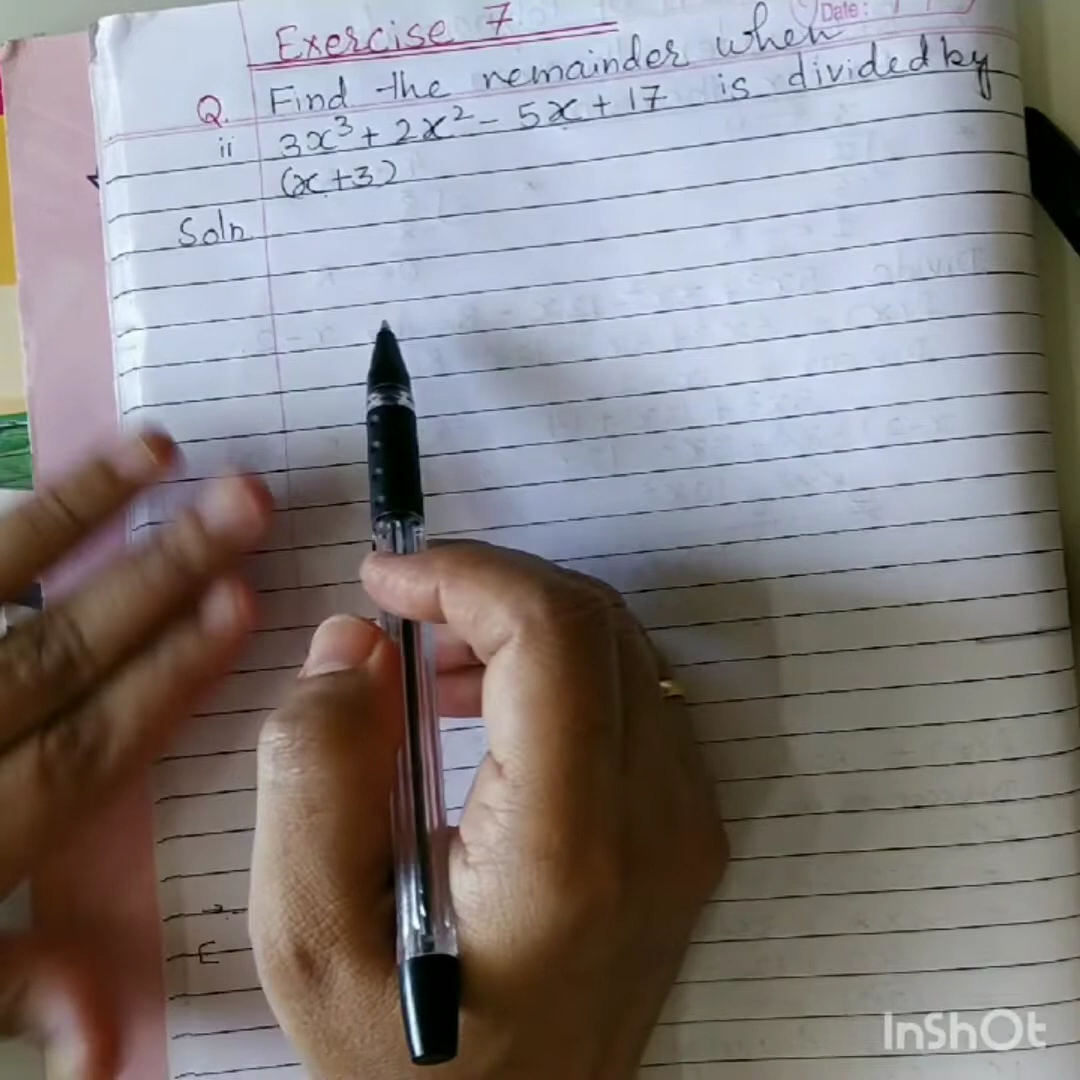 Date:
Exercise 7
Q. Find the remainder when
ii 3x³ + 2x² - 5x + 17 is divided by
(x + 3)
Soln
E
InShOt